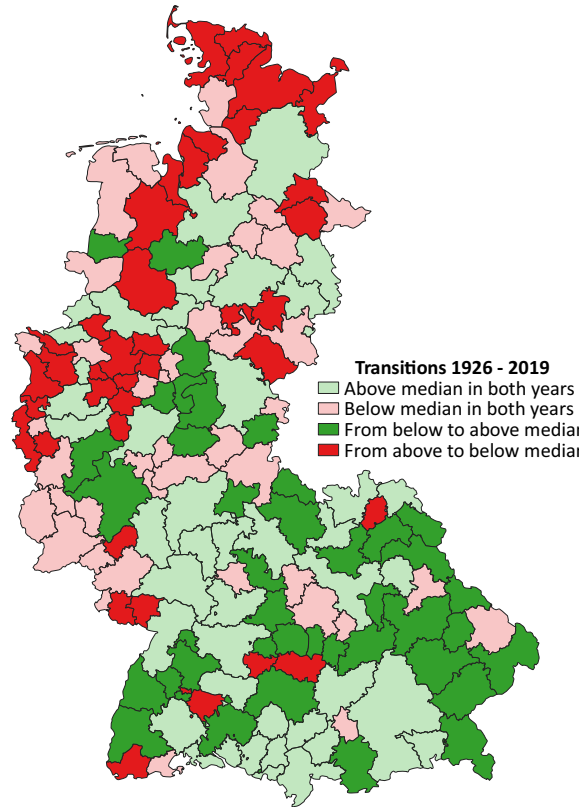 Transitions 1926 - 2019
Above median in both years
Below median in both years
From below to above median
From above to below median